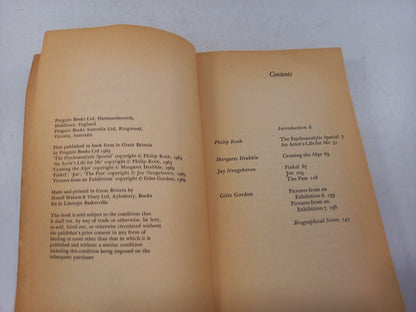 Penguin Books Ltd, Harmondsworth,
Middlesex, England
Penguin Books Australia Ltd, Ringwood,
Victoria, Australia
First published in book form in Great Britain
by Penguin Books Ltd 1969
'The Psychoanalytic Special' copyright © Philip Roth, 1964
'An Actor's Life for Me' copyright © Philip Roth, 1964
'Crossing the Alps' copyright © Margaret Drabble, 1969
'Finkel', 'Joe', 'The Pass' copyright © Jay Neugeboren, 1969
'Pictures from an Exhibition' copyright © Giles Gordon, 1969
Made and printed in Great Britain by
Hazell Watson & Viney Ltd, Aylesbury, Bucks
Set in Linotype Baskerville
This book is sold subject to the condition that
it shall not, by way of trade or otherwise, be lent,
re-sold, hired out, or otherwise circulated without
the publisher's prior consent in any form of
binding or cover other than that in which it is
published and without a similar condition
including this condition being imposed on the
subsequent purchaser
Contents
Introduction 6
Philip Roth The Psychoanalytic Special 7
An Actor's Life for Me 31
Margaret Drabble Crossing the Alps 63
Jay Neugeboren Finkel 85
Joe 105
The Pass 118
Giles Gordon Pictures from an
Exhibition 6 135
Pictures from an
Exhibition 7
Biographical Notes